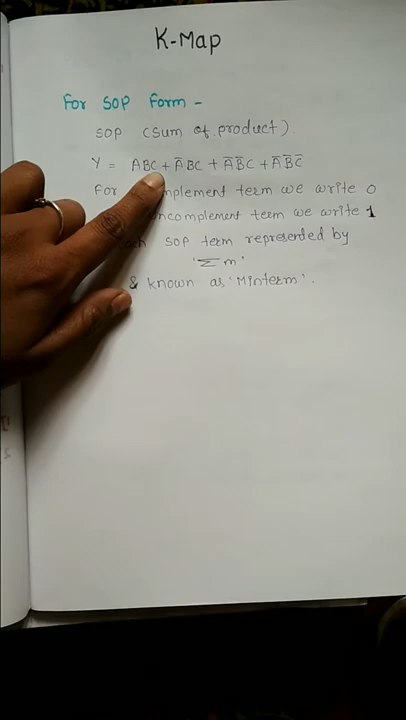 K-Map
For SOP Form -
SOP (Sum of product)
Y = ABC + A̅BC + A̅B̅C + A̅B̅C̅
For mplement term we write 0
ncomplement term we write 1
SOP term represented by
'Σm'
& known as 'Minterm'.